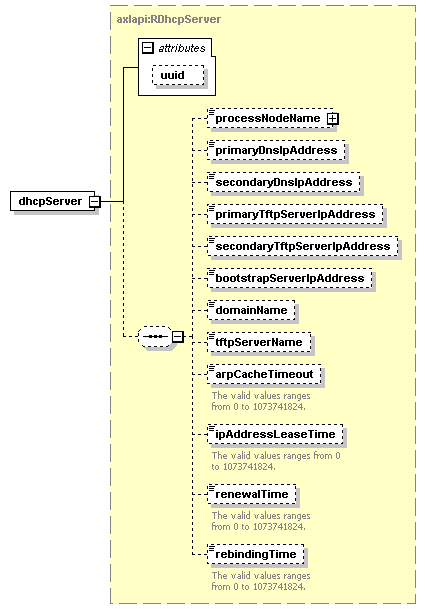 axlapi:RDhcpServer
attributes
uuid
processNodeName
primaryDnsIpAddress
secondaryDnsIpAddress
primaryTftpServerIpAddress
dhcpServer
secondaryTftpServerIpAddress
bootstrapServerIpAddress
domainName
tftpServerName
arpCacheTimeout
The valid values ranges
from 0 to 1073741824.
ipAddressLeaseTime
The valid values ranges from 0
to 1073741824.
renewalTime
The valid values ranges
from 0 to 1073741824.
rebindingTime
The valid values ranges
from 0 to 1073741824.